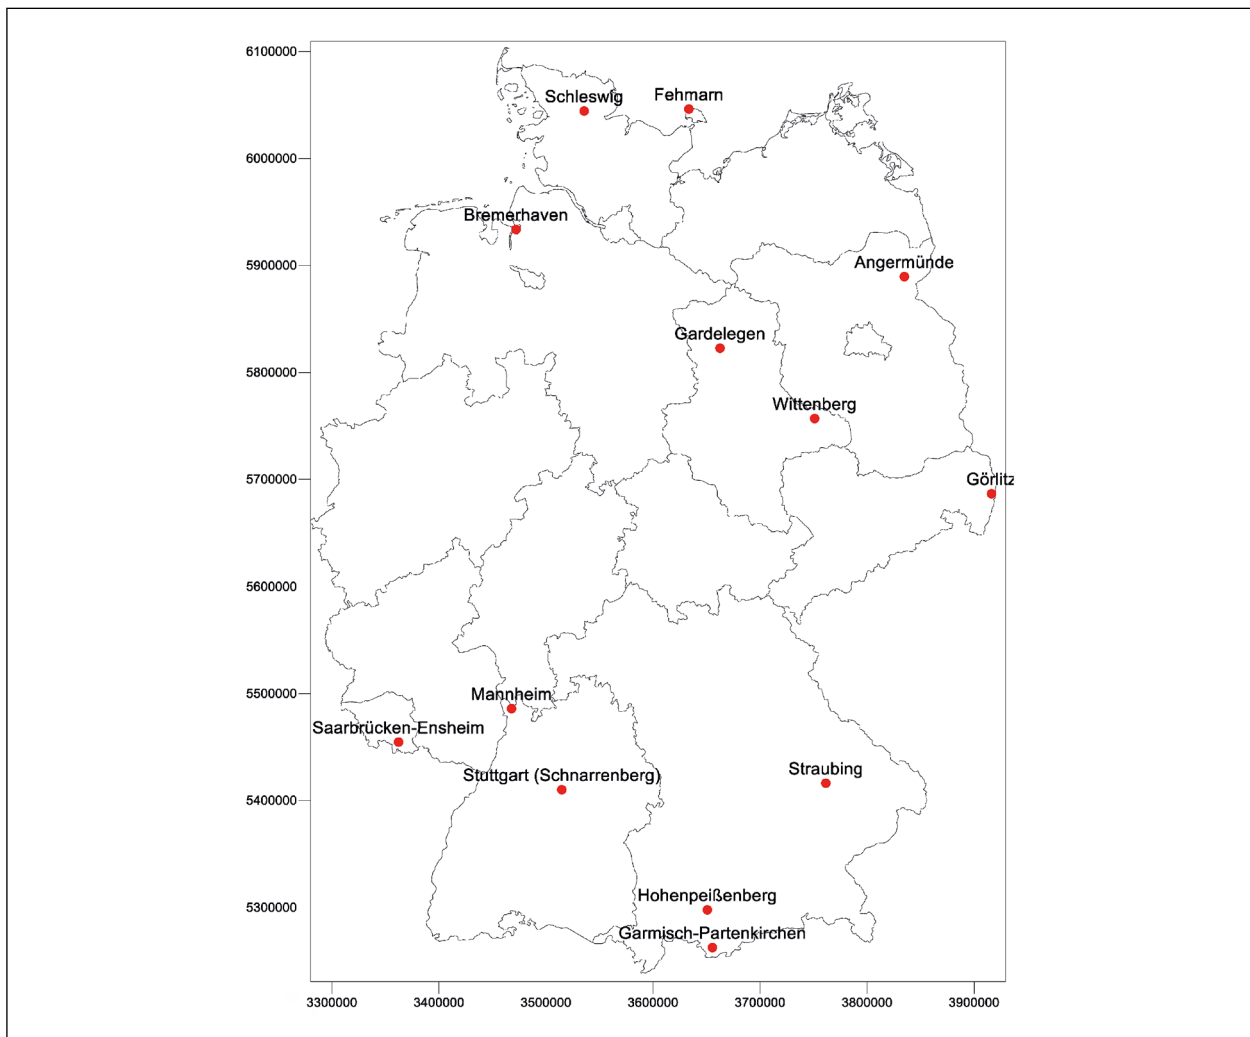 6100000
Schleswig
Fehmarn
6000000
Bremerhaven
5900000
Angermünde
Gardelegen
5800000
Wittenberg
5700000
Görlitz
5600000
5500000
Mannheim
Saarbrücken-Ensheim
Stuttgart (Schnarrenberg)
Straubing
5400000
Hohenpeißenberg
5300000
Garmisch-Partenkirchen
3300000 3400000 3500000 3600000 3700000 3800000 3900000